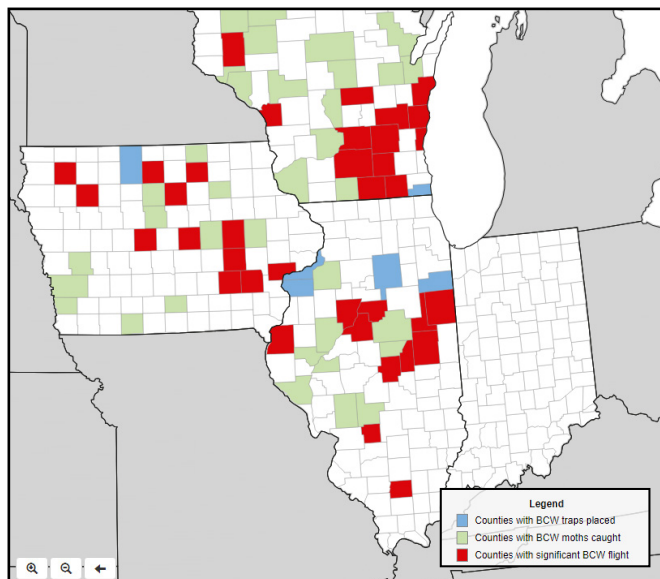 Legend
Counties with BCW traps placed
Counties with BCW moths caught
Counties with significant BCW flight